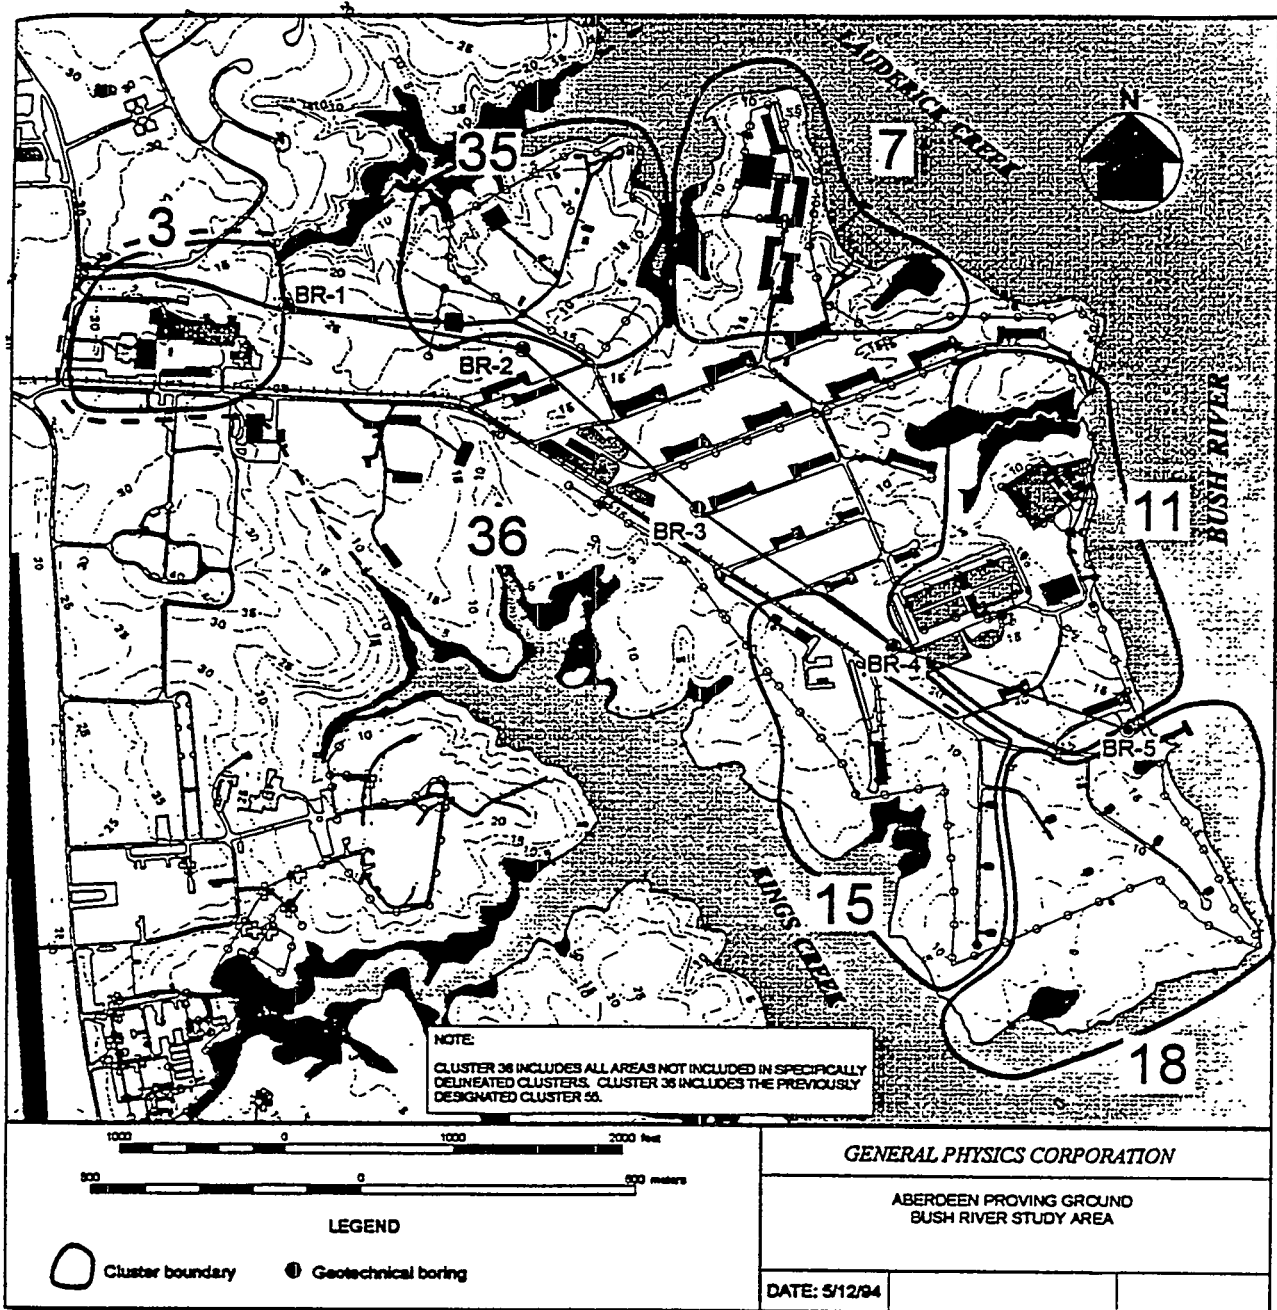 LAUDERICK CREEK
N
35
7
3
BR-1
BR-2
BUSH RIVER
11
36
BR-3
BR-4
BR-5
KINGS CREEK
15
18
NOTE:
CLUSTER 36 INCLUDES ALL AREAS NOT INCLUDED IN SPECIFICALLY
DELINEATED CLUSTERS. CLUSTER 36 INCLUDES THE PREVIOUSLY
DESIGNATED CLUSTER 55.
1000 0 1000 2000 feet
800 0 800 meters
LEGEND
Cluster boundary
Geotechnical boring
GENERAL PHYSICS CORPORATION
ABERDEEN PROVING GROUND
BUSH RIVER STUDY AREA
DATE: 5/12/94